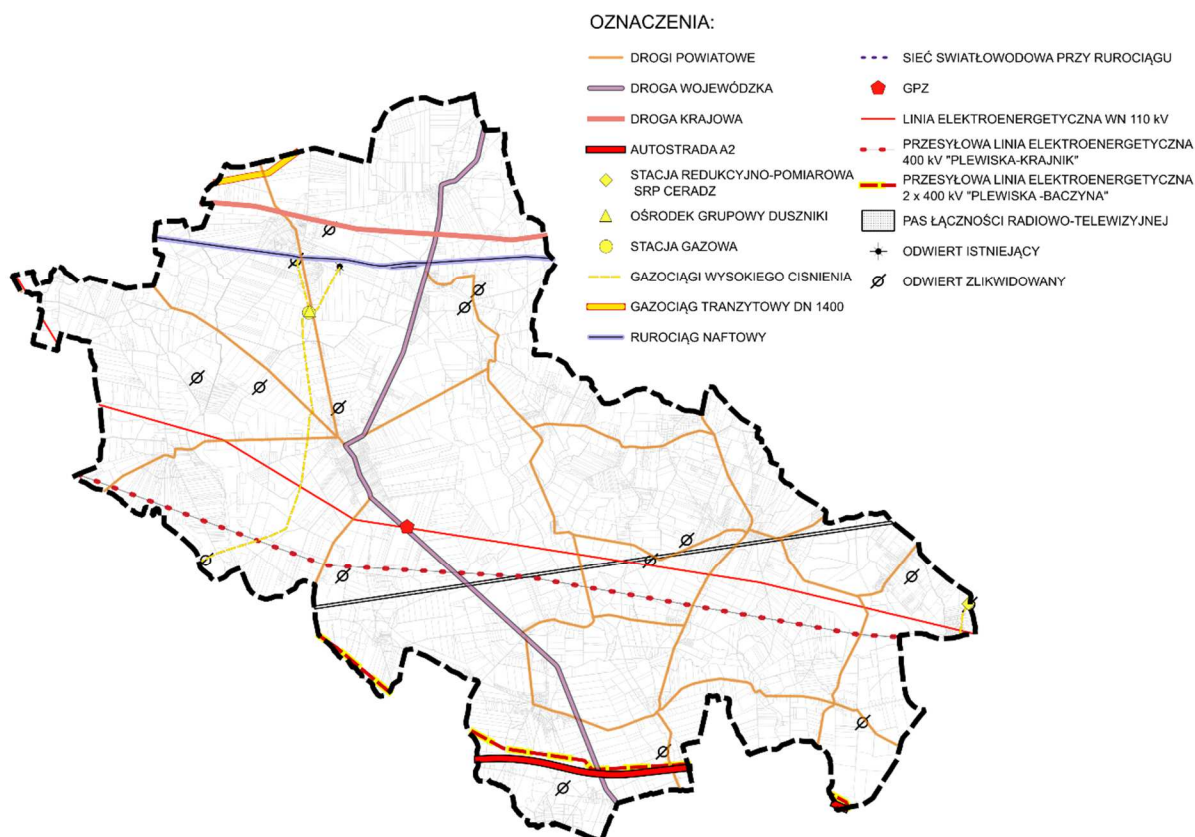 OZNACZENIA:
DROGI POWIATOWE
DROGA WOJEWÓDZKA
DROGA KRAJOWA
AUTOSTRADA A2
STACJA REDUKCYJNO-POMIAROWA
SRP CERADZ
OŚRODEK GRUPOWY DUSZNIKI
STACJA GAZOWA
GAZOCIĄGI WYSOKIEGO CISNIENIA
GAZOCIĄG TRANZYTOWY DN 1400
RUROCIĄG NAFTOWY
SIEĆ SWIATŁOWODOWA PRZY RUROCIĄGU
GPZ
LINIA ELEKTROENERGETYCZNA WN 110 kV
PRZESYŁOWA LINIA ELEKTROENERGETYCZNA
400 kV "PLEWISKA-KRAJNIK"
PRZESYŁOWA LINIA ELEKTROENERGETYCZNA
2 x 400 kV "PLEWISKA -BACZYNA"
PAS ŁĄCZNOŚCI RADIOWO-TELEWIZYJNEJ
ODWIERT ISTNIEJĄCY
ODWIERT ZLIKWIDOWANY